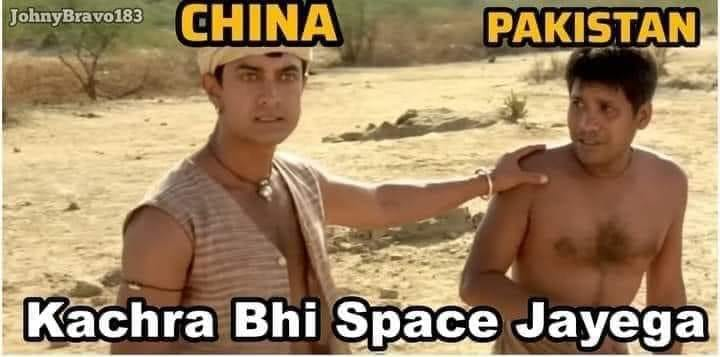 JohnyBravo183
CHINA
PAKISTAN
Kachra Bhi Space Jayega